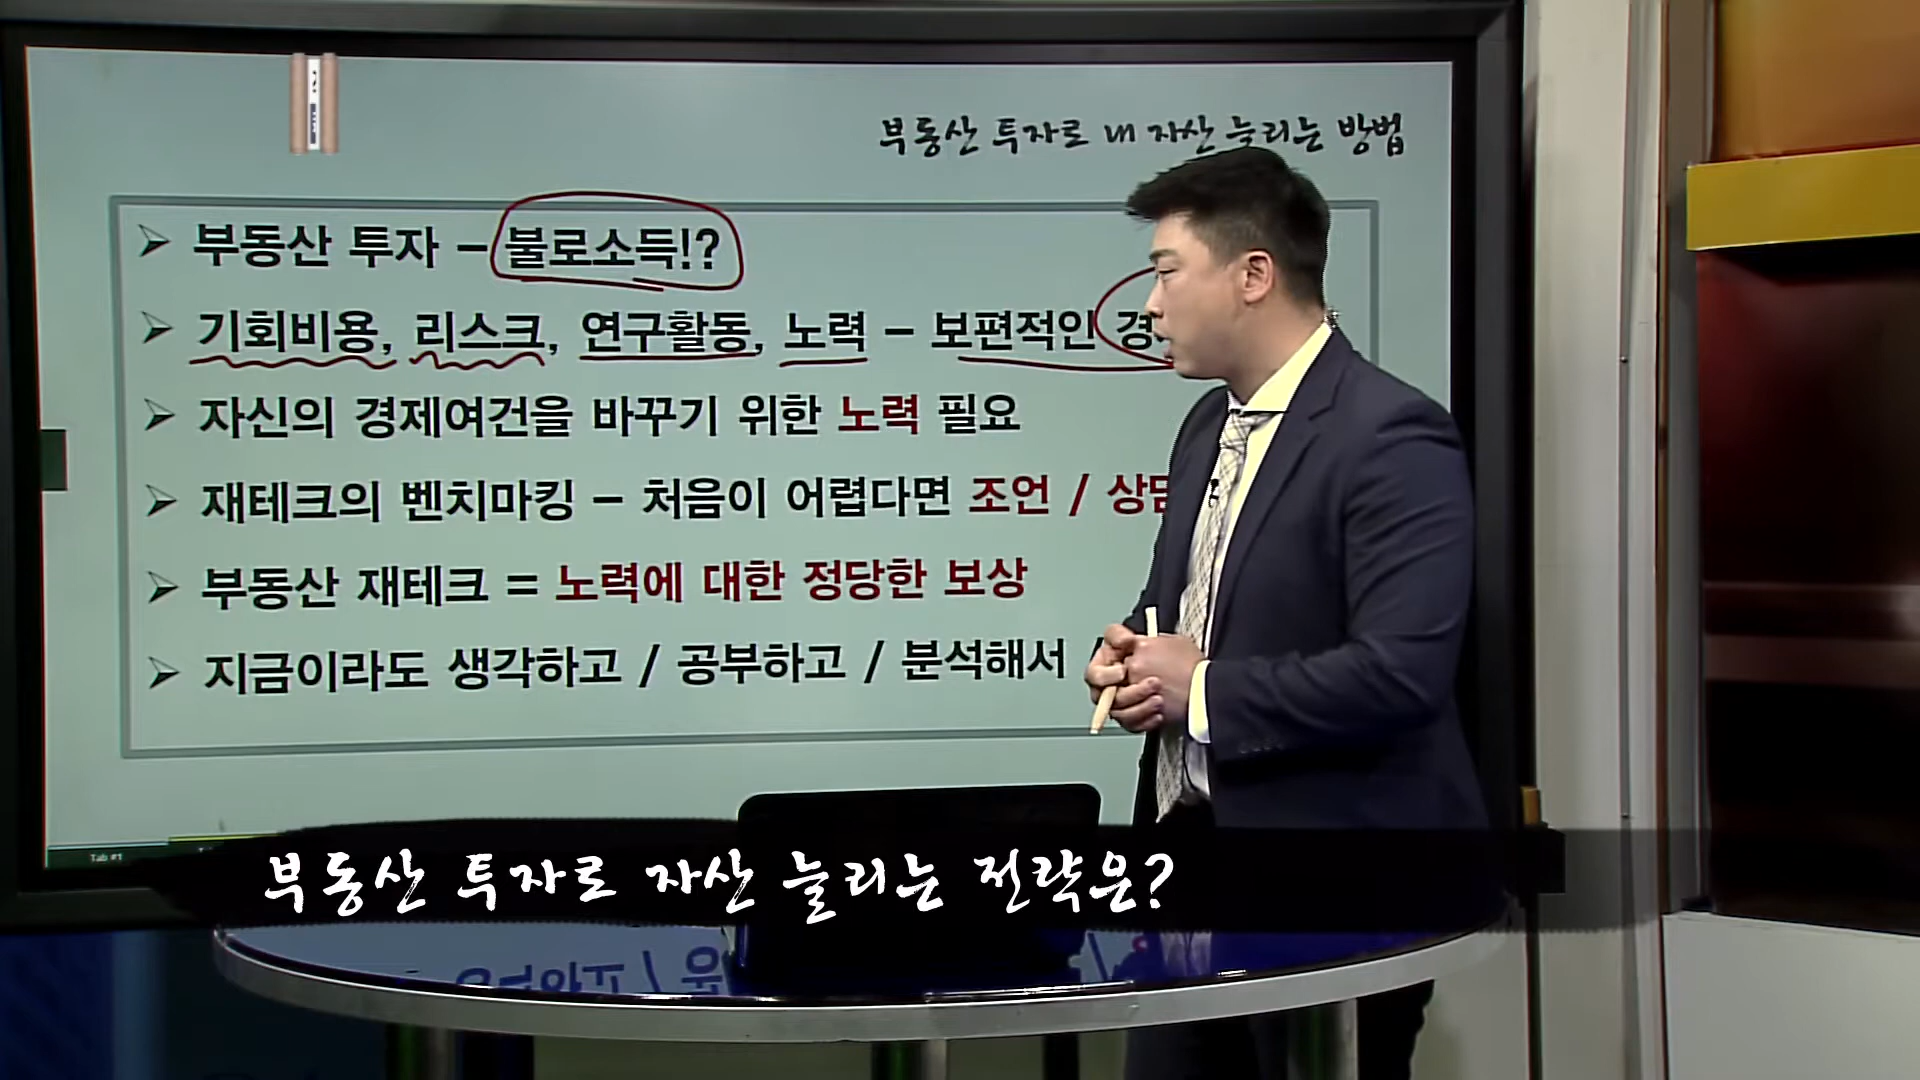 부동산 투자로 내 자산 늘리는 방법
부동산 투자 – 불로소득!?
기회비용, 리스크, 연구활동, 노력 – 보편적인
자신의 경제여건을 바꾸기 위한 노력 필요
재테크의 벤치마킹 – 처음이 어렵다면 조언 /
부동산 재테크 = 노력에 대한 정당한 보상
지금이라도 생각하고 / 공부하고 / 분석해서 /
Tab #1
부동산 투자로 자산 늘리는 전략은?